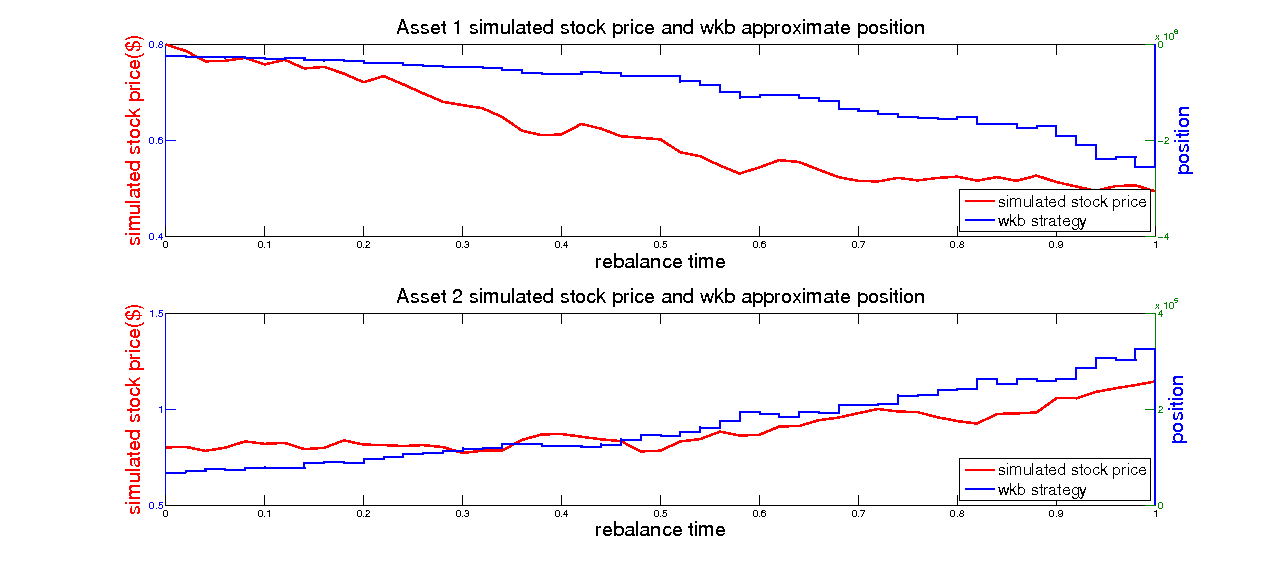 Asset 1 simulated stock price and wkb approximate position
simulated stock price($)
0.8
0.6
0.4
0 0.1 0.2 0.3 0.4 0.5 0.6 0.7 0.8 0.9 1
rebalance time
0
-2
-4
position
simulated stock price
wkb strategy
Asset 2 simulated stock price and wkb approximate position
simulated stock price($)
1.5
1
0.5
0 0.1 0.2 0.3 0.4 0.5 0.6 0.7 0.8 0.9 1
rebalance time
4
2
0
position
simulated stock price
wkb strategy